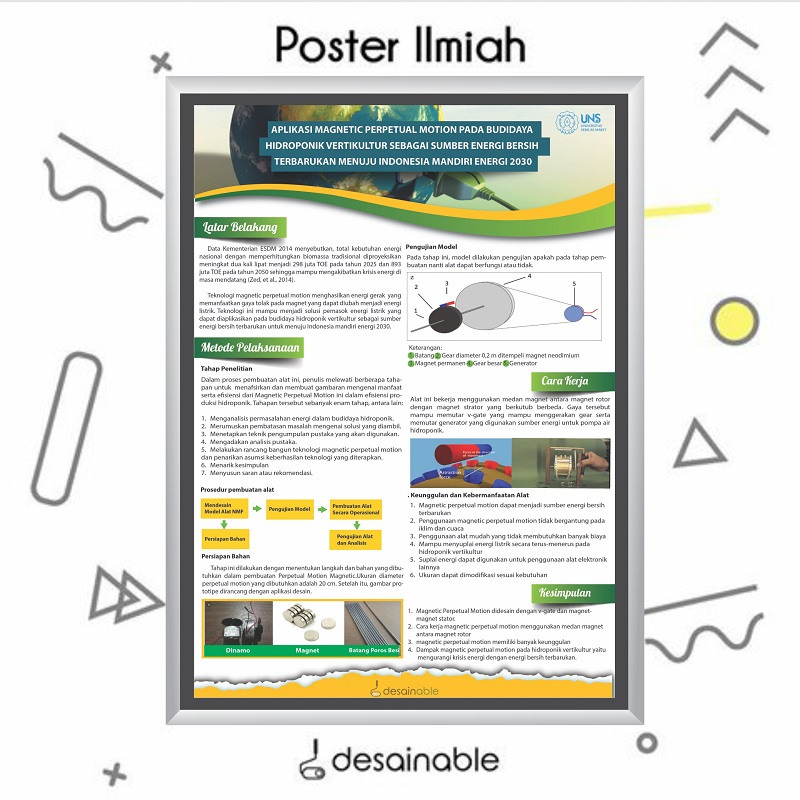 Poster Ilmiah
APLIKASI MAGNETIC PERPETUAL MOTION PADA BUDIDAYA
HIDROPONIK VERTIKULTUR SEBAGAI SUMBER ENERGI BERSIH
TERBARUKAN MENUJU INDONESIA MANDIRI ENERGI 2030
UNS
UNIVERSITAS
SEBELAS MARET
Latar Belakang
Data Kementerian ESDM 2014 menyebutkan, total kebutuhan energi
nasional dengan memperhitungkan biomassa tradisional diproyeksikan
meningkat dua kali lipat menjadi 298 juta TOE pada tahun 2025 dan 893
juta TOE pada tahun 2050 sehingga mampu mengakibatkan krisis energi di
masa mendatang (Zed, et al., 2014).
Teknologi magnetic perpetual motion menghasilkan energi gerak yang
memanfaatkan gaya tolak pada magnet yang dapat diubah menjadi energi
listrik. Teknologi ini mampu menjadi solusi pemasok energi listrik yang
dapat diaplikasikan pada budidaya hidroponik vertikultur sebagai sumber
energi bersih terbarukan untuk menuju Indonesia mandiri energi 2030.
Metode Pelaksanaan
Tahap Penelitian
Dalam proses pembuatan alat ini, penulis melewati berberapa taha-
pan untuk menafsirkan dan membuat gambaran mengenai manfaat
serta efisiensi dari Magnetic Perpetual Motion ini dalam efisiensi pro-
duksi hidroponik. Tahapan tersebut sebanyak enam tahap, antara lain:
1. Menganalisis permasalahan energi dalam budidaya hidroponik.
2. Merumuskan pembatasan masalah mengenai solusi yang diambil.
3. Menetapkan teknik pengumpulan pustaka yang akan digunakan.
4. Mengadakan analisis pustaka.
5. Melakukan rancang bangun teknologi magnetic perpetual motion
dan penarikan asumsi keberhasilan teknologi yang diterapkan.
6. Menarik kesimpulan
7. Menyusun saran atau rekomendasi.
Prosedur pembuatan alat
Mendesain
Model Alat NMF
Pengujian Model
Pembuatan Alat
Secara Operasional
Persiapan Bahan
Pengujian Alat
dan Analisis
Persiapan Bahan
Tahap ini dilakukan dengan menentukan langkah dan bahan yang dibu-
tuhkan dalam pembuatan Perpetual Motion Magnetic.Ukuran diameter
perpetual motion yang dibutuhkan adalah 20 cm. Setelah itu, gambar pro-
totipe dirancang dengan aplikasi desain.
Dinamo
Magnet
Batang Poros Besi
Pengujian Model
Pada tahap ini, model dilakukan pengujian apakah pada tahap pem-
buatan nanti alat dapat berfungsi atau tidak.
Z
1
2
3
4
5
Keterangan:
1 Batang 2 Gear diameter 0,2 m ditempeli magnet neodimium
3 Magnet permanen 4 Gear besar 5 Generator
Cara Kerja
Alat ini bekerja menggunakan medan magnet antara magnet rotor
dengan magnet strator yang berkutub berbeda. Gaya tersebut
mampu memutar v-gate yang mampu menggerakan gear serta
memutar generator yang digunakan sumber energi untuk pompa air
hidroponik.
. Keunggulan dan Kebermanfaatan Alat
1. Magnetic perpetual motion dapat menjadi sumber energi bersih
terbarukan
2. Penggunaan magnetic perpetual motion tidak bergantung pada
iklim dan cuaca
3. Penggunaan alat mudah yang tidak membutuhkan banyak biaya
4. Mampu menyuplai energi listrik secara terus-menerus pada
hidroponik vertikultur
5. Suplai energi dapat digunakan untuk penggunaan alat elektronik
lainnya
6. Ukuran dapat dimodifikasi sesuai kebutuhan
Kesimpulan
1. Magnetic Perpetual Motion didesain dengan v-gate dan magnet-
magnet stator.
2. Cara kerja magnetic perpetual motion menggunakan medan magnet
antara magnet rotor
3. magnetic perpetual motion memiliki banyak keunggulan
4. Dampak magnetic perpetual motion pada hidroponik vertikultur yzitu
mengurangi krisis energi dengan energi bersih terbarukan.
desainable
desainable